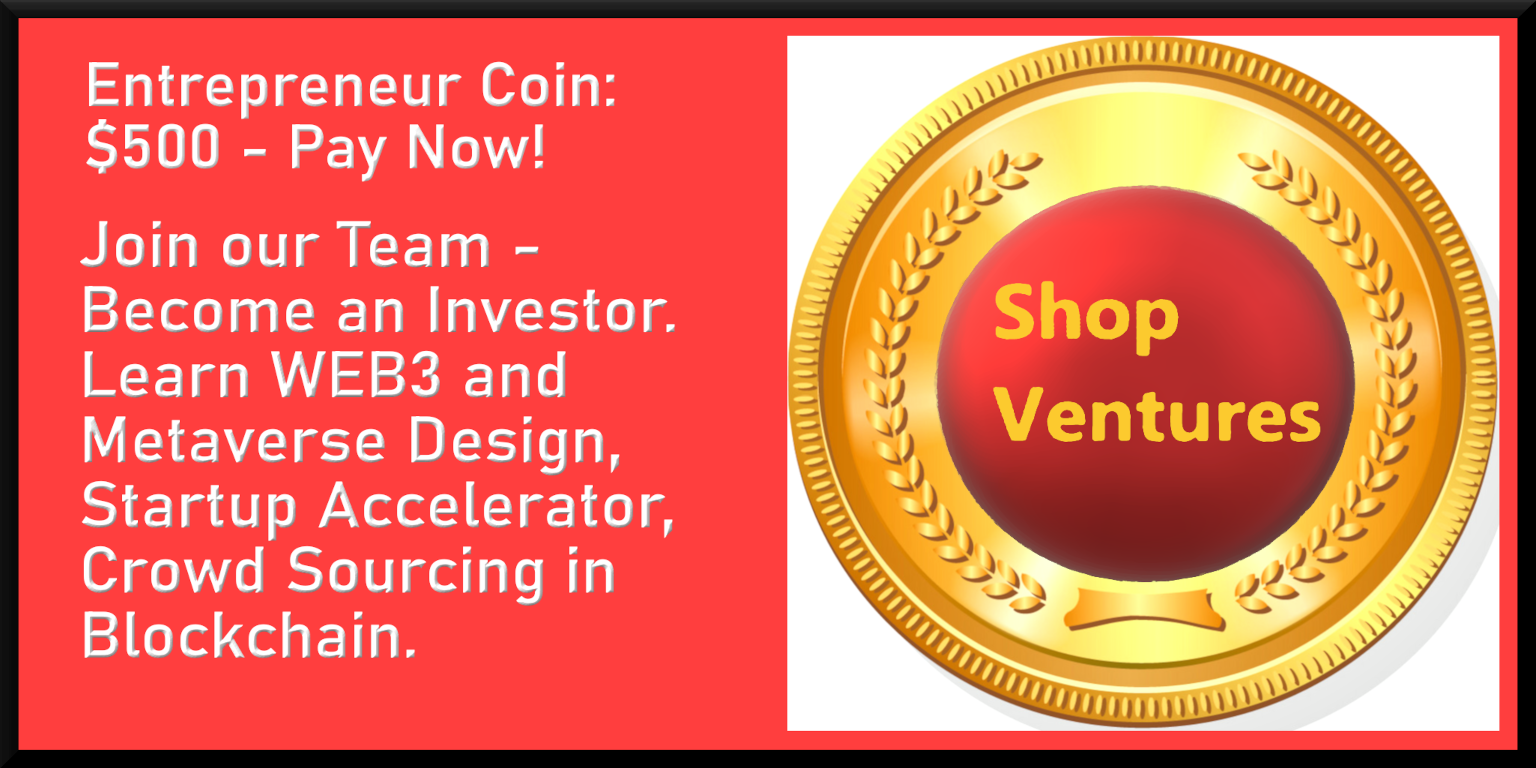 Entrepreneur Coin:
$500 - Pay Now!
Join our Team -
Become an Investor.
Learn WEB3 and
Metaverse Design,
Startup Accelerator,
Crowd Sourcing in
Blockchain.
Shop
Ventures